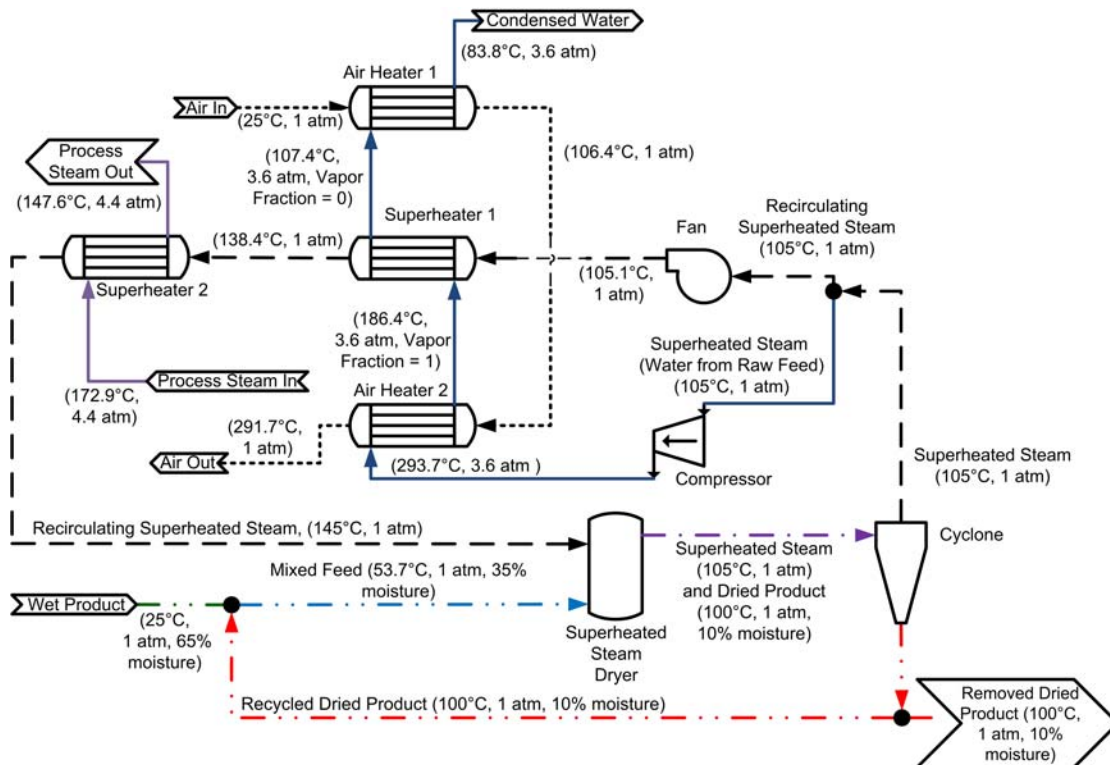 Condensed Water
(83.8°C, 3.6 atm)
Air Heater 1
Air In
(25°C, 1 atm)
Process
Steam Out
(107.4°C,
3.6 atm, Vapor
Fraction = 0)
(106.4°C, 1 atm)
(147.6°C, 4.4 atm)
Superheater 1
Fan
Recirculating
Superheated Steam
(105°C, 1 atm)
(138.4°C, 1 atm)
Superheater 2
(105.1°C,
1 atm)
(186.4°C,
3.6 atm, Vapor
Fraction = 1)
Superheated Steam
(Water from Raw Feed)
(105°C, 1 atm)
Process Steam In
(172.9°C,
4.4 atm)
Air Heater 2
(291.7°C,
1 atm)
Air Out
(293.7°C, 3.6 atm )
Compressor
Superheated Steam
(105°C, 1 atm)
Recirculating Superheated Steam, (145°C, 1 atm)
Cyclone
Mixed Feed (53.7°C, 1 atm, 35%
moisture)
Superheated Steam
(105°C, 1 atm)
and Dried Product
(100°C, 1 atm,
10% moisture)
Wet Product
(25°C,
1 atm, 65%
moisture)
Superheated
Steam
Dryer
Recycled Dried Product (100°C, 1 atm, 10% moisture)
Removed Dried
Product (100°C,
1 atm, 10%
moisture)